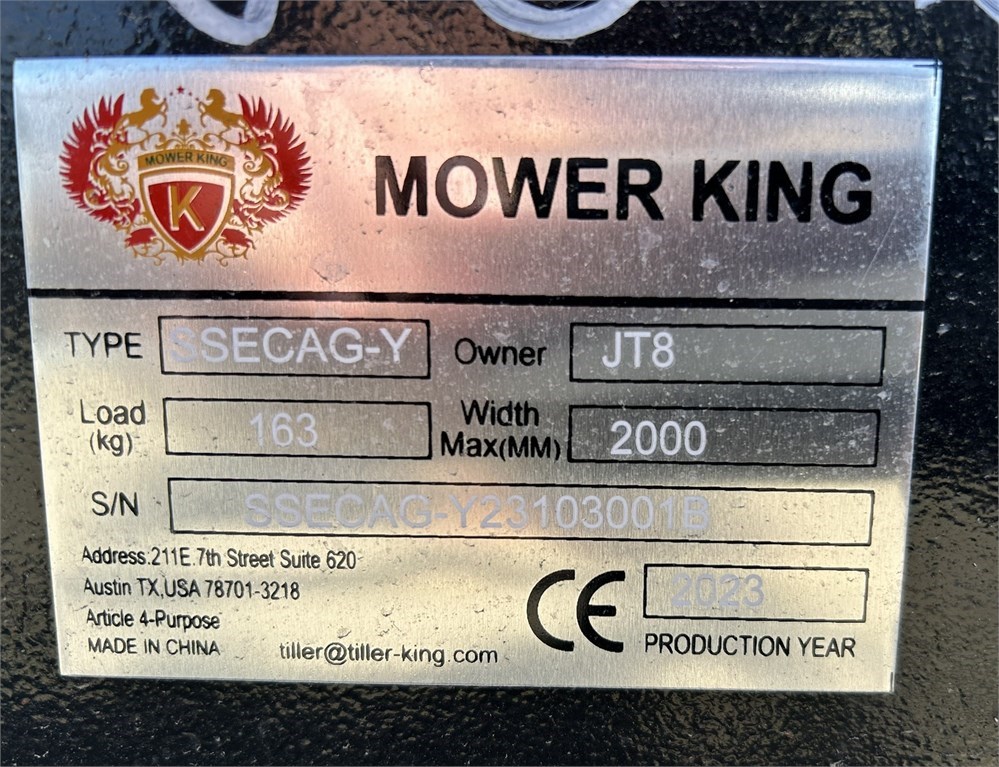 MOWER KING
K
MOWER KING
TYPE SSECAG-Y Owner JT8
Load (kg) 163 Width Max(MM) 2000
S/N SSECAG-Y23103001B
Address.211E.7th Street Suite 620
Austin TX,USA 78701-3218
Article 4-Purpose
MADE IN CHINA
tiller@tiller-king.com
CE
2023
PRODUCTION YEAR